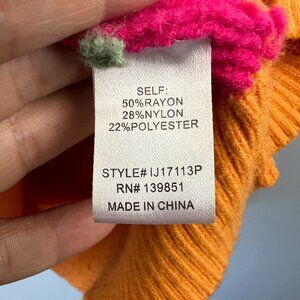 SELF:
50%RAYON
28%NYLON
22%POLYESTER
STYLE# IJ17113P
RN# 139851
MADE IN CHINA